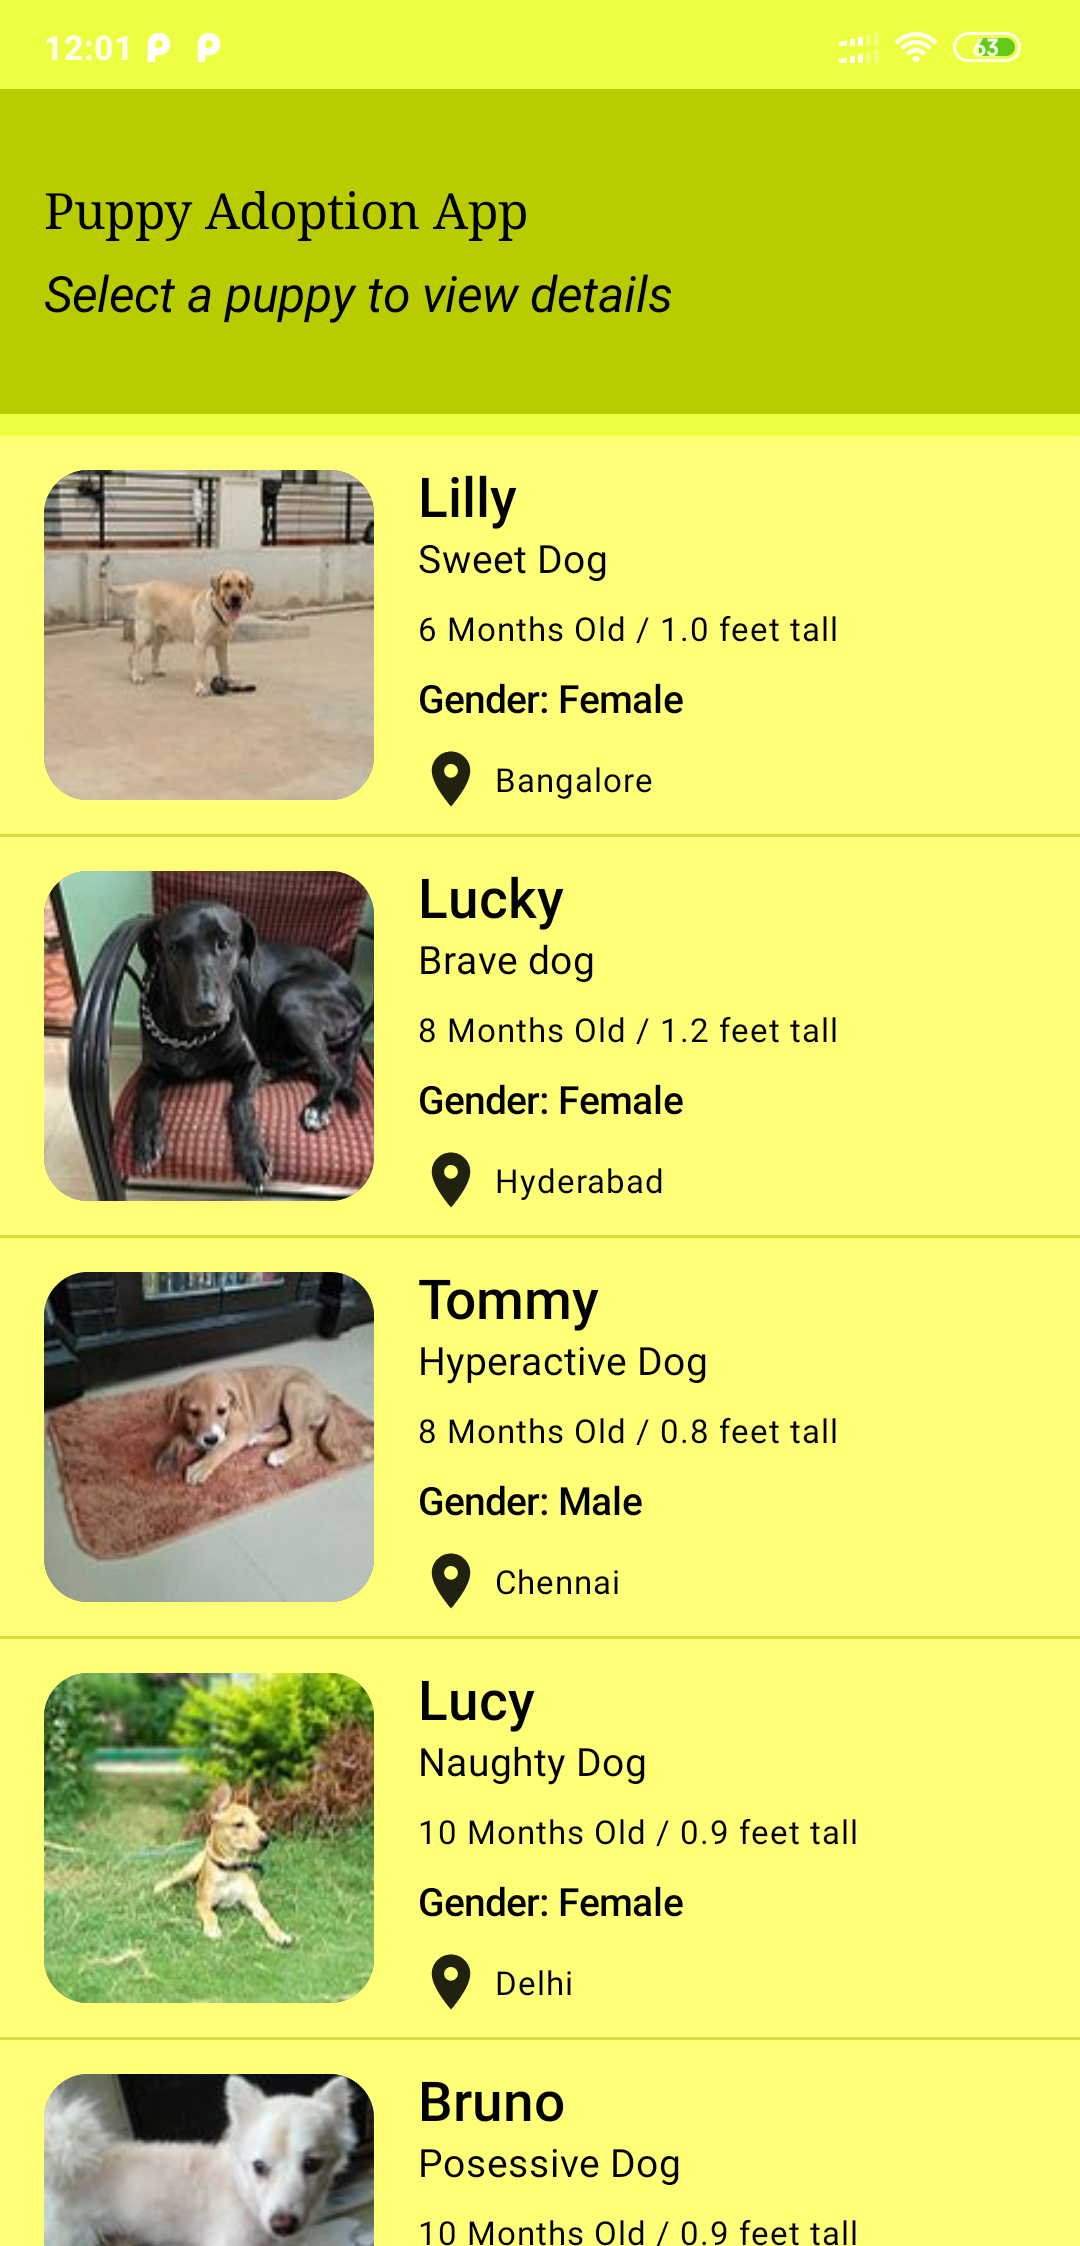 12:01
63
Puppy Adoption App
Select a puppy to view details
Lilly
Sweet Dog
6 Months Old / 1.0 feet tall
Gender: Female
Bangalore
Lucky
Brave dog
8 Months Old / 1.2 feet tall
Gender: Female
Hyderabad
Tommy
Hyperactive Dog
8 Months Old / 0.8 feet tall
Gender: Male
Chennai
Lucy
Naughty Dog
10 Months Old / 0.9 feet tall
Gender: Female
Delhi
Bruno
Posessive Dog
10 Months Old / 0.9 feet tall